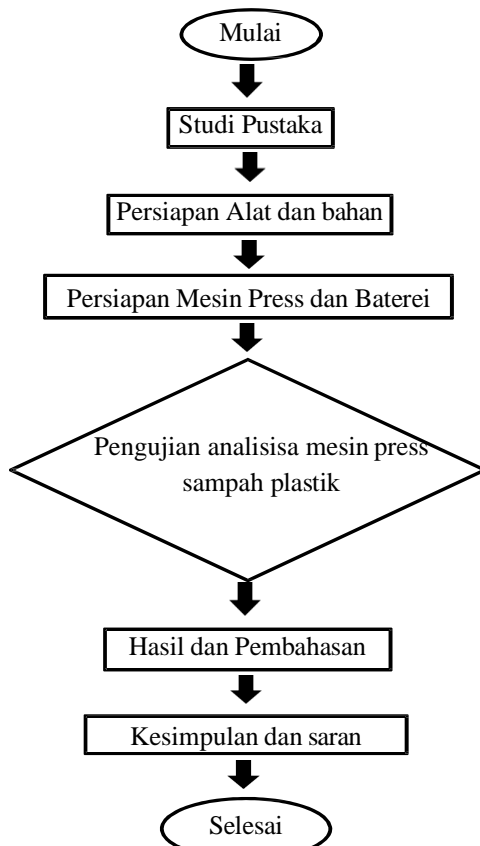 Mulai
Studi Pustaka
Persiapan Alat dan bahan
Persiapan Mesin Press dan Baterei
Pengujian analisisa mesin press
sampah plastik
Hasil dan Pembahasan
Kesimpulan dan saran
Selesai